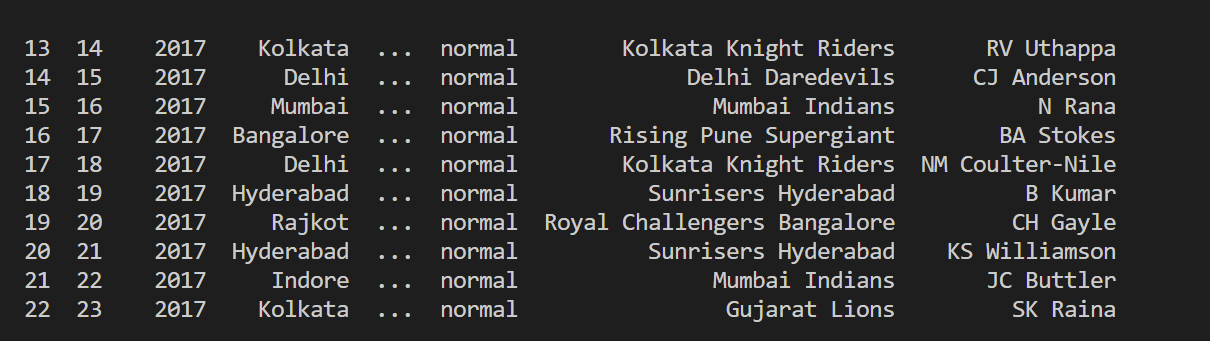 13 14 2017 Kolkata ... normal Kolkata Knight Riders RV Uthappa
14 15 2017 Delhi ... normal Delhi Daredevils CJ Anderson
15 16 2017 Mumbai ... normal Mumbai Indians N Rana
16 17 2017 Bangalore ... normal Rising Pune Supergiant BA Stokes
17 18 2017 Delhi ... normal Kolkata Knight Riders NM Coulter-Nile
18 19 2017 Hyderabad ... normal Sunrisers Hyderabad B Kumar
19 20 2017 Rajkot ... normal Royal Challengers Bangalore CH Gayle
20 21 2017 Hyderabad ... normal Sunrisers Hyderabad KS Williamson
21 22 2017 Indore ... normal Mumbai Indians JC Buttler
22 23 2017 Kolkata ... normal Gujarat Lions SK Raina